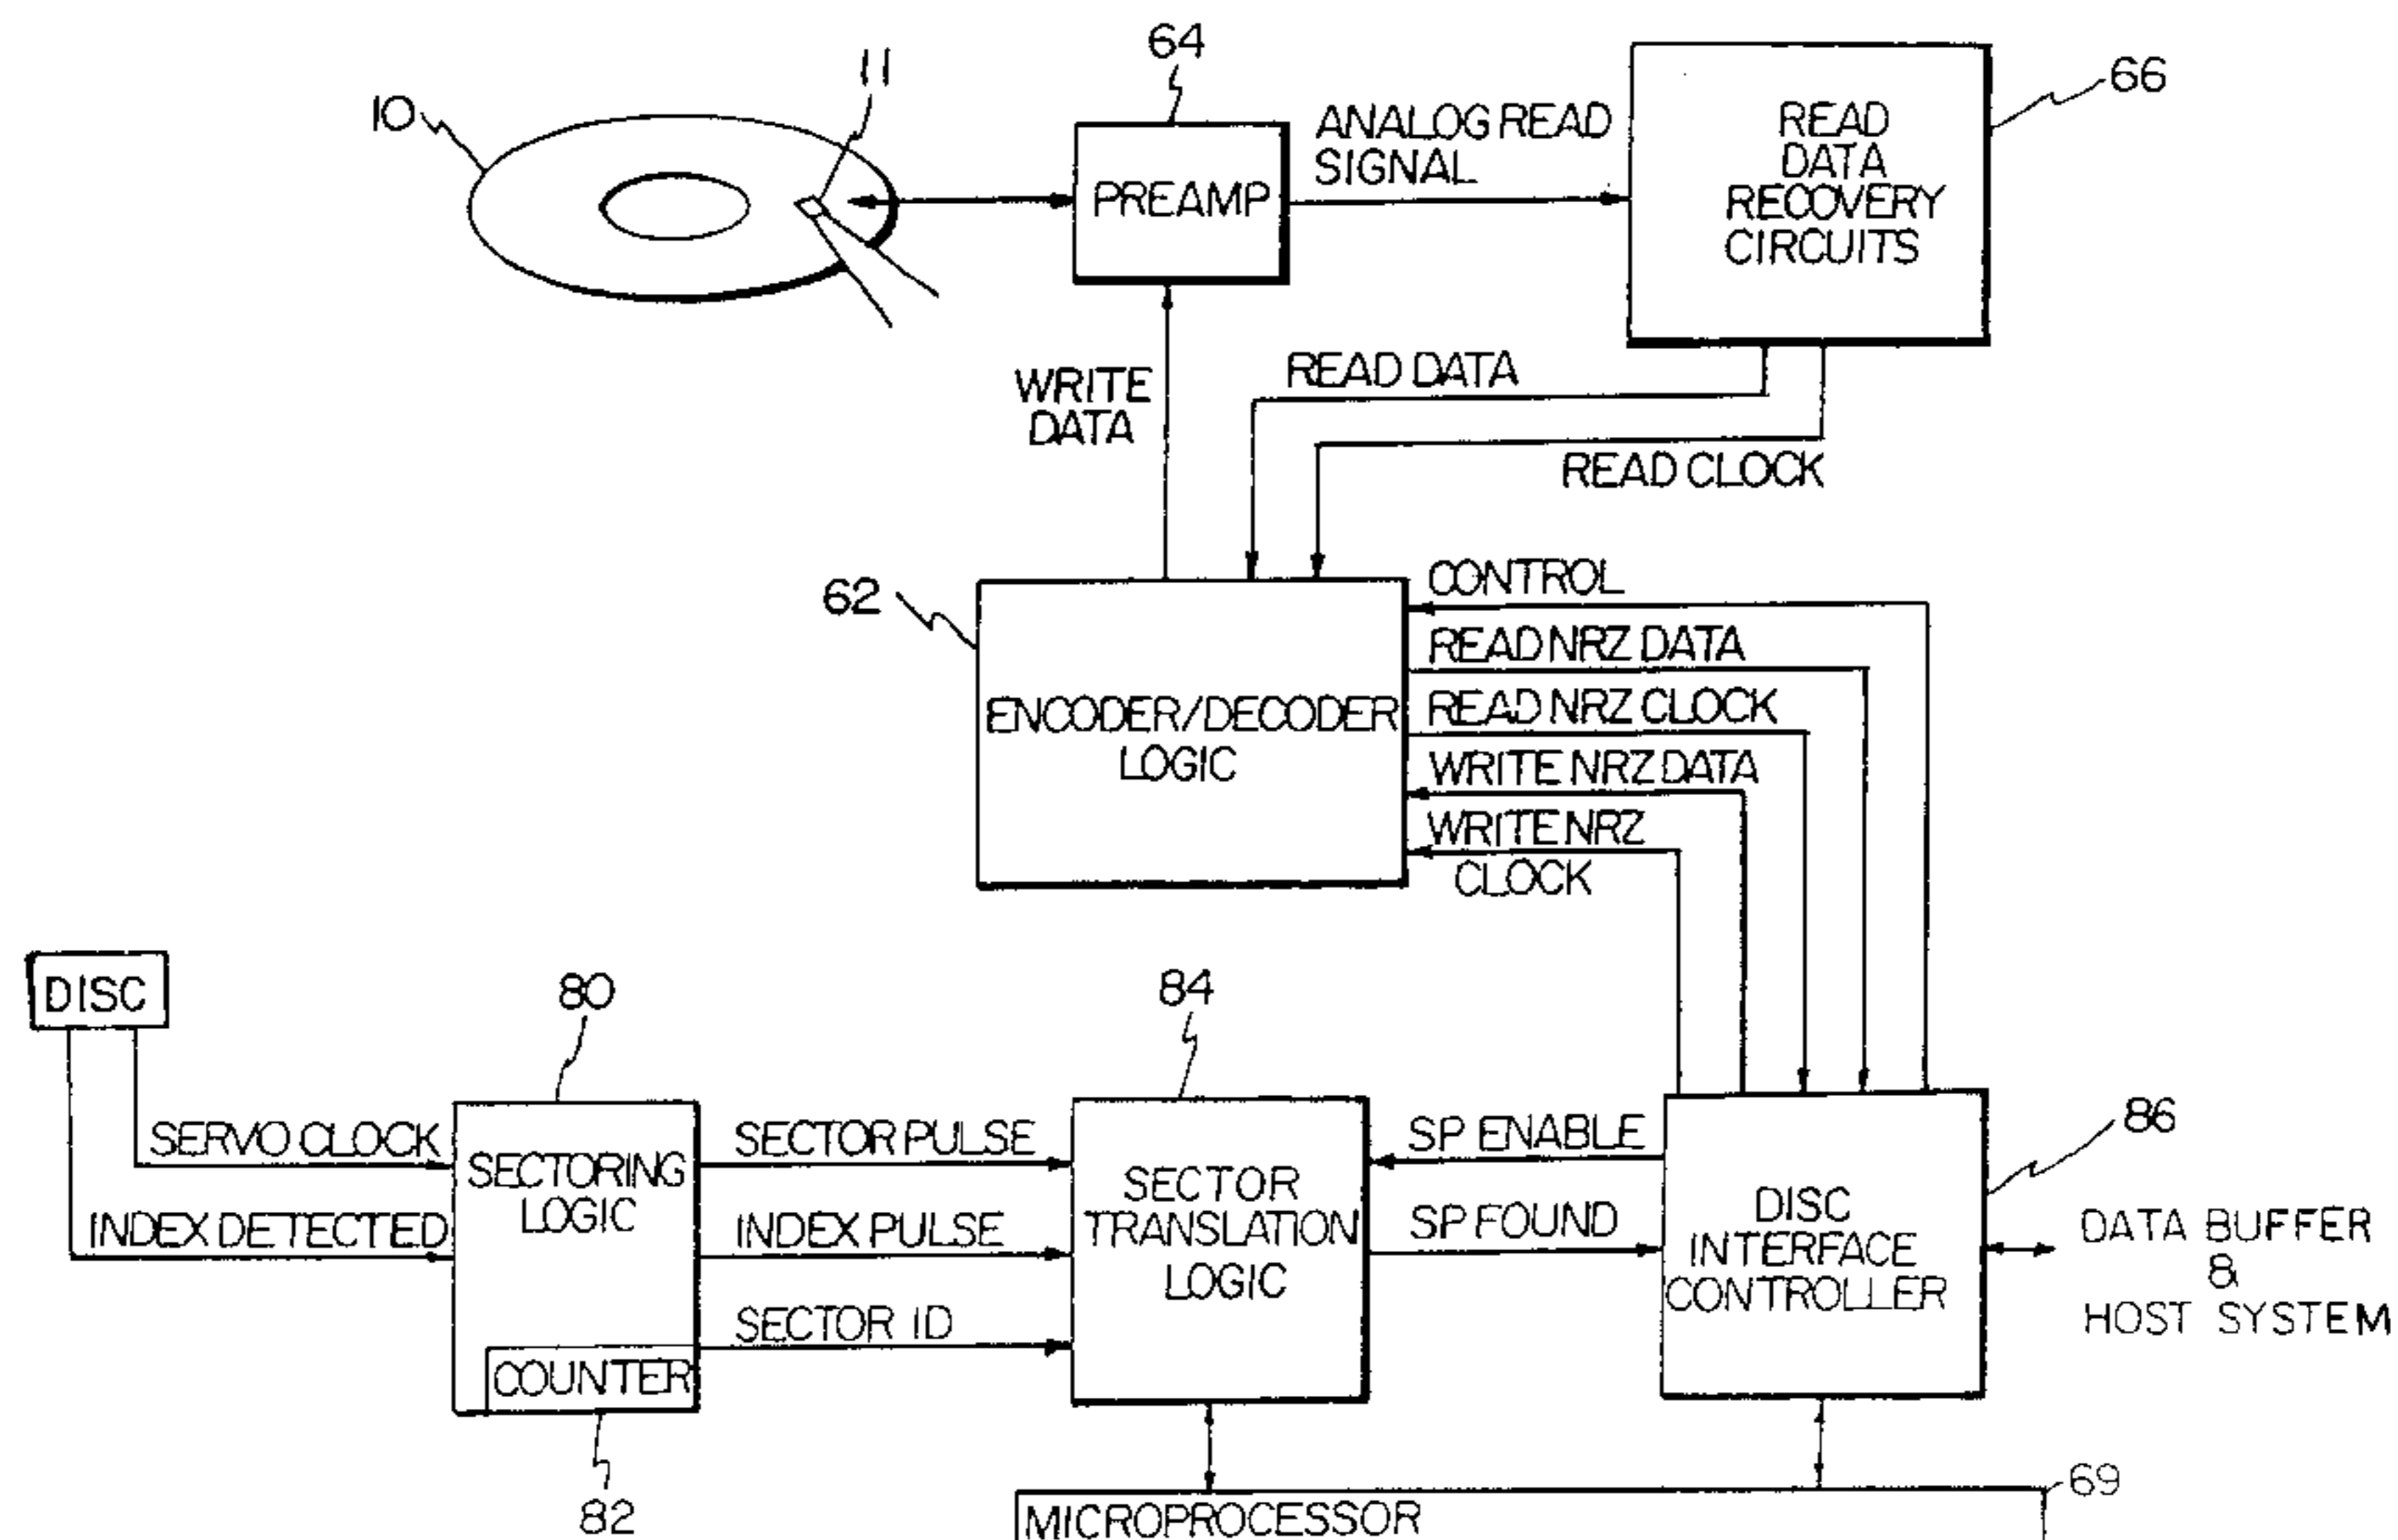 64
11
10
66
ANALOG READ
SIGNAL
READ
DATA
RECOVERY
CIRCUITS
PREAMP
WRITE
DATA
READ DATA
READ CLOCK
62
ENCODER/DECODER
LOGIC
CONTROL
READ NRZ DATA
READ NRZ CLOCK
WRITE NRZ DATA
WRITE NRZ
CLOCK
DISC
80
84
86
SERVO CLOCK
INDEX DETECTED
SECTORING
LOGIC
COUNTER
82
SECTOR PULSE
INDEX PULSE
SECTOR ID
SECTOR
TRANSLATION
LOGIC
SP ENABLE
SP FOUND
DISC
INTERFACE
CONTROLLER
DATA BUFFER
&
HOST SYSTEM
69
MICROPROCESSOR